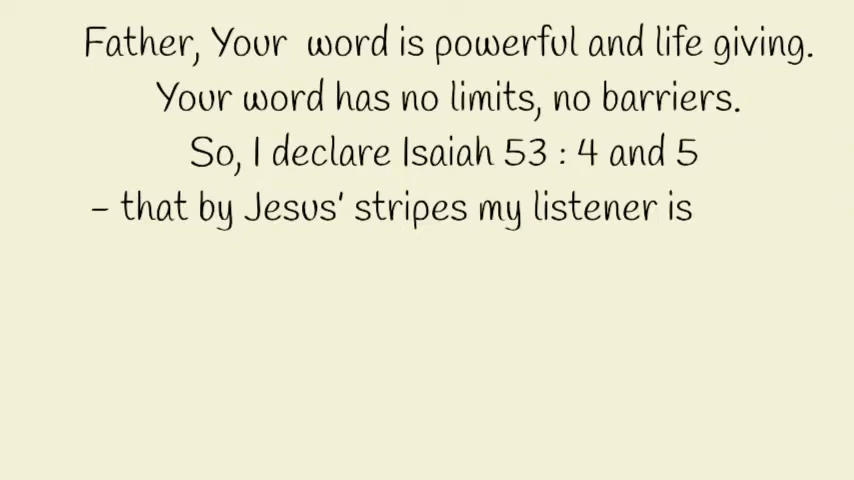 Father, Your word is powerful and life giving.
Your word has no limits, no barriers.
So, I declare Isaiah 53 : 4 and 5
– that by Jesus’ stripes my listener is